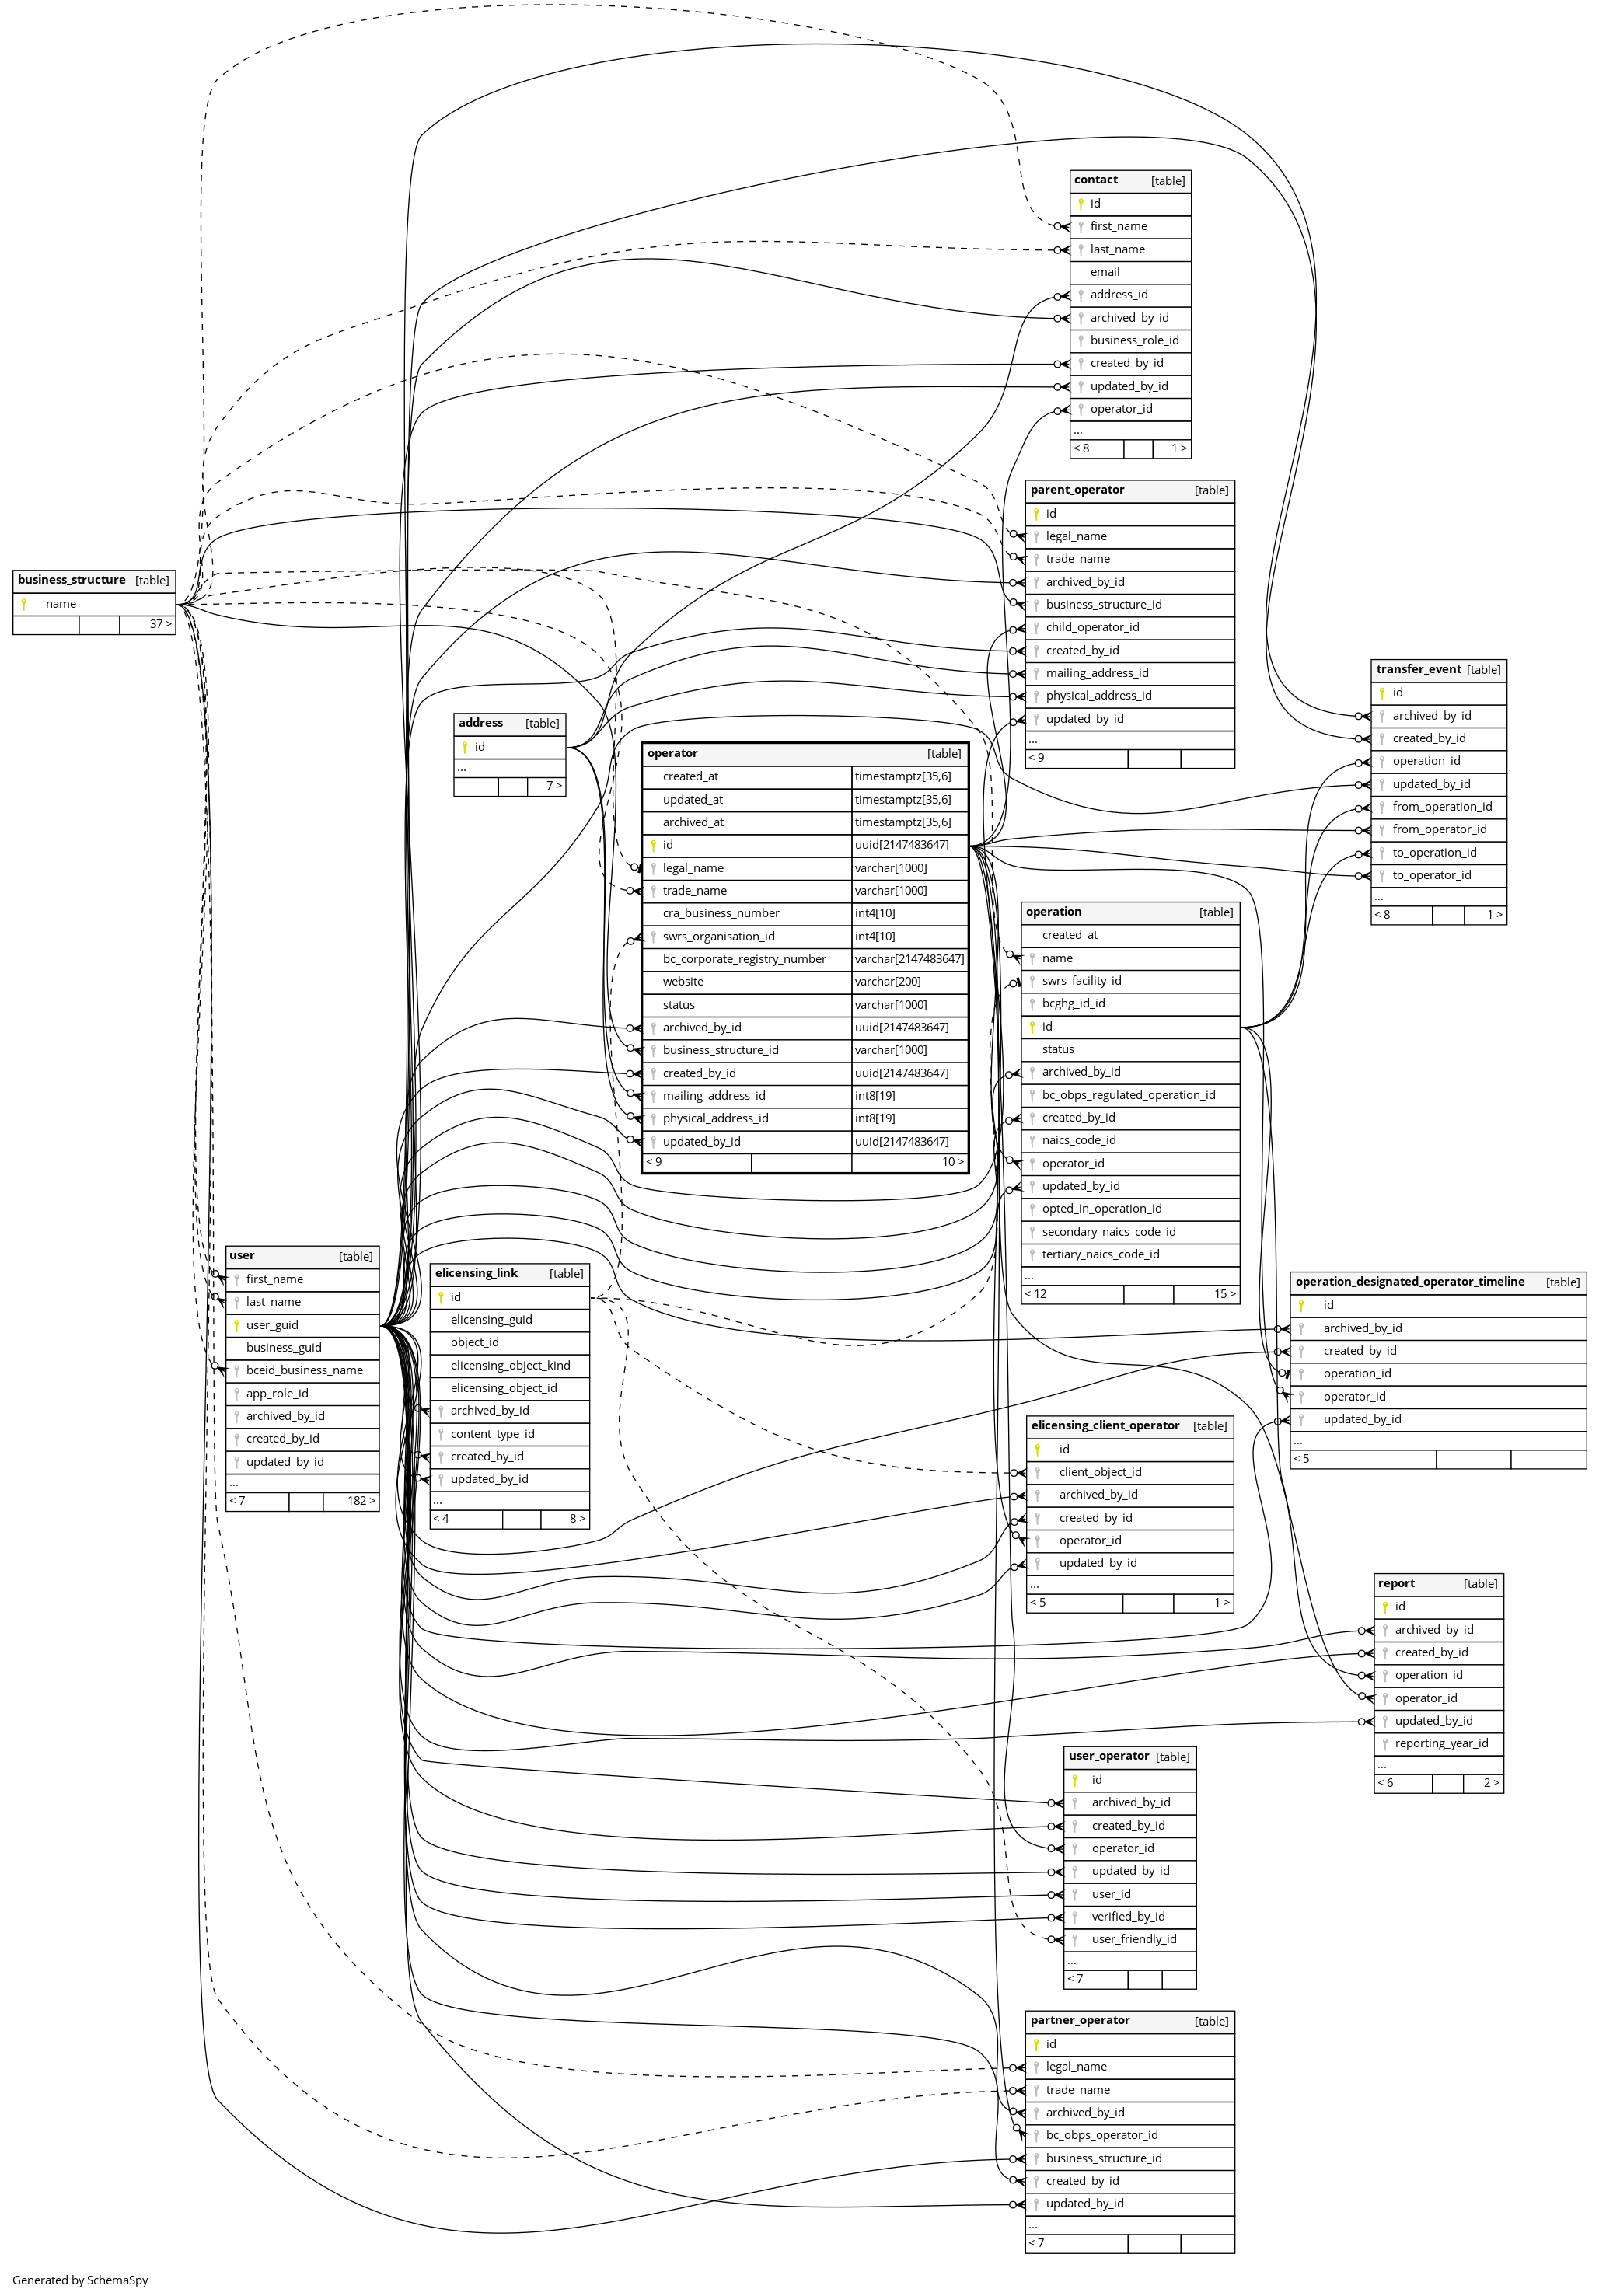 contact [table]
id
first_name
last_name
email
address_id
archived_by_id
business_role_id
created_by_id
updated_by_id
operator_id
...
< 8 1 >
parent_operator [table]
id
legal_name
trade_name
archived_by_id
business_structure_id
child_operator_id
created_by_id
mailing_address_id
physical_address_id
updated_by_id
...
< 9
business_structure [table]
name
37 >
transfer_event [table]
id
archived_by_id
created_by_id
operation_id
updated_by_id
from_operation_id
from_operator_id
to_operation_id
to_operator_id
...
< 8 1 >
address [table]
id
...
7 >
operator [table]
created_at timestamptz[35,6]
updated_at timestamptz[35,6]
archived_at timestamptz[35,6]
id uuid[2147483647]
legal_name varchar[1000]
trade_name varchar[1000]
cra_business_number int4[10]
swrs_organisation_id int4[10]
bc_corporate_registry_number varchar[2147483647]
website varchar[200]
status varchar[1000]
archived_by_id uuid[2147483647]
business_structure_id varchar[1000]
created_by_id uuid[2147483647]
mailing_address_id int8[19]
physical_address_id int8[19]
updated_by_id uuid[2147483647]
< 9 10 >
operation [table]
created_at
name
swrs_facility_id
bcghg_id_id
id
status
archived_by_id
bc_obps_regulated_operation_id
created_by_id
naics_code_id
operator_id
updated_by_id
opted_in_operation_id
secondary_naics_code_id
tertiary_naics_code_id
...
< 12 15 >
user [table]
first_name
last_name
user_guid
business_guid
bceid_business_name
app_role_id
archived_by_id
created_by_id
updated_by_id
...
< 7 182 >
elicensing_link [table]
id
elicensing_guid
object_id
elicensing_object_kind
elicensing_object_id
archived_by_id
content_type_id
created_by_id
updated_by_id
...
< 4 8 >
operation_designated_operator_timeline [table]
id
archived_by_id
created_by_id
operation_id
operator_id
updated_by_id
...
< 5
elicensing_client_operator [table]
id
client_object_id
archived_by_id
created_by_id
operator_id
updated_by_id
...
< 5 1 >
report [table]
id
archived_by_id
created_by_id
operation_id
operator_id
updated_by_id
reporting_year_id
...
< 6 2 >
user_operator [table]
id
archived_by_id
created_by_id
operator_id
updated_by_id
user_id
verified_by_id
user_friendly_id
...
< 7
partner_operator [table]
id
legal_name
trade_name
archived_by_id
bc_obps_operator_id
business_structure_id
created_by_id
updated_by_id
...
< 7
Generated by SchemaSpy